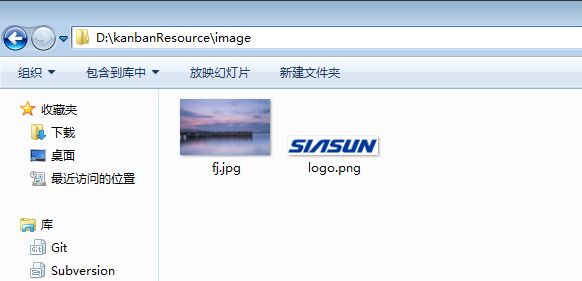 D:\kanbanResource\image
组织 包含到库中 放映幻灯片 新建文件夹
收藏夹
下载
桌面
最近访问的位置
库
Git
Subversion
SIASUN
fj.jpg logo.png